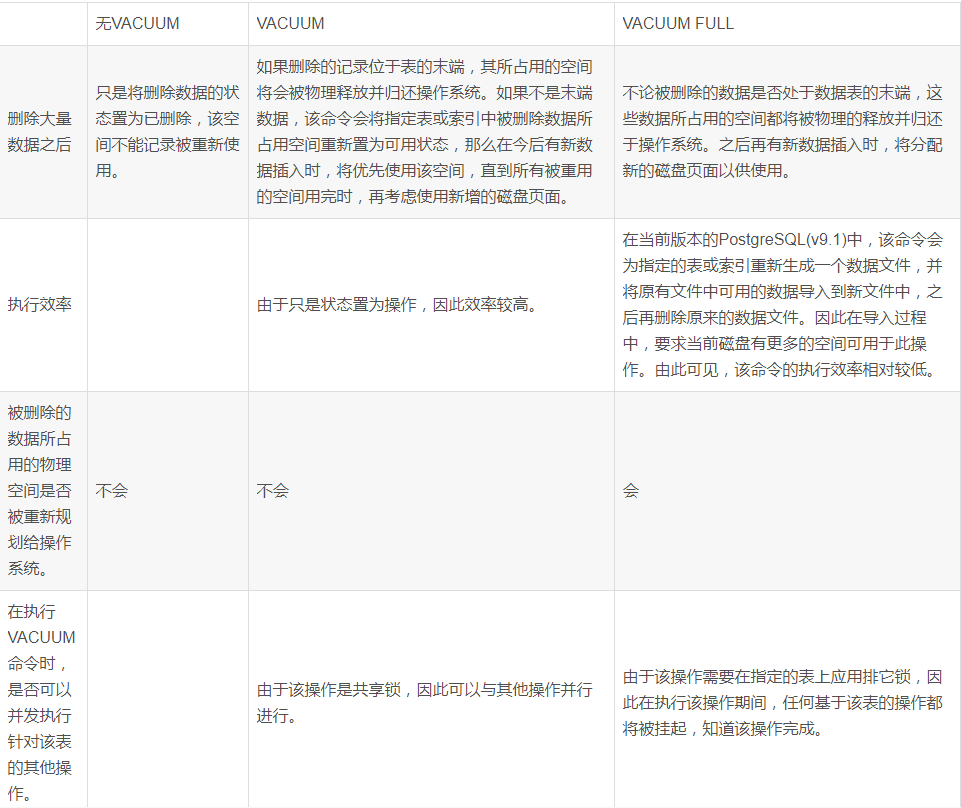 无VACUUM
VACUUM
VACUUM FULL
删除大量
数据之后
只是将删除数据的状
态置为已删除，该空
间不能记录被重新使
用。
如果删除的记录位于表的末端，其所占用的空间
将会被物理释放并归还操作系统。如果不是末端
数据，该命令会将指定表或索引中被删除数据所
占用空间重新置为可用状态，那么在今后有新数
据插入时，将优先使用该空间，直到所有被重用
的空间用完时，再考虑使用新增的磁盘页面。
不论被删除的数据是否处于数据表的末端，这
些数据所占用的空间都将被物理的释放并归还
于操作系统。之后再有新数据插入时，将分配
新的磁盘页面以供使用。
执行效率
由于只是状态置为操作，因此效率较高。
在当前版本的PostgreSQL(v9.1)中，该命令会
为指定的表或索引重新生成一个数据文件，并
将原有文件中可用的数据导入到新文件中，之
后再删除原来的数据文件。因此在导入过程
中，要求当前磁盘有更多的空间可用于此操
作。由此可见，该命令的执行效率相对较低。
被删除的
数据所占
用的物理
空间是否
被重新规
划给操作
系统。
不会
不会
会
在执行
VACUUM
命令时，
是否可以
并发执行
针对该表
的其他操
作。
由于该操作是共享锁，因此可以与其他操作并行
进行。
由于该操作需要在指定的表上应用排它锁，因
此在执行该操作期间，任何基于该表的操作都
将被挂起，知道该操作完成。